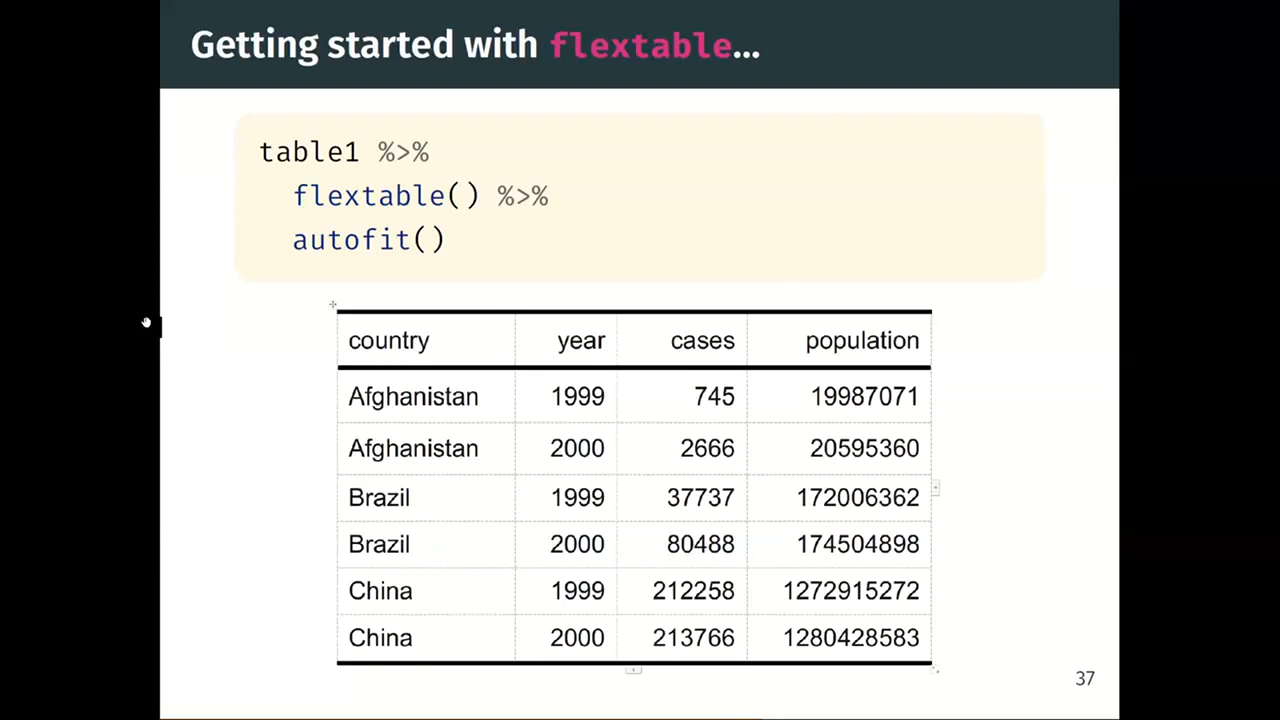 Getting started with flextable...
table1 %>%
flextable() %>%
autofit()
country year cases population
Afghanistan 1999 745 19987071
Afghanistan 2000 2666 20595360
Brazil 1999 37737 172006362
Brazil 2000 80488 174504898
China 1999 212258 1272915272
China 2000 213766 1280428583
37